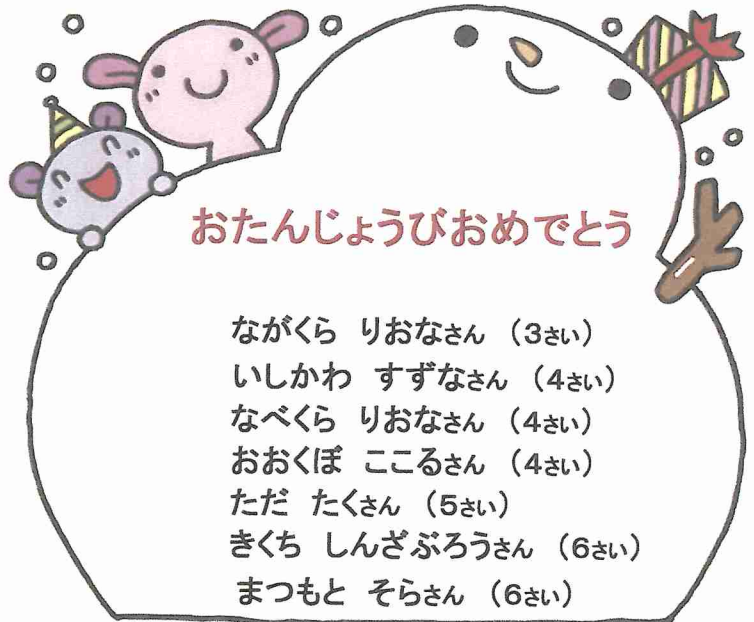 おたんじょうびおめでとう
ながくら りおなさん （3さい）
いしかわ すずなさん （4さい）
なべくら りおなさん （4さい）
おおくぼ こころさん （4さい）
ただ たくさん （5さい）
きくち しんざぶろうさん （6さい）
まつもと そらさん （6さい）